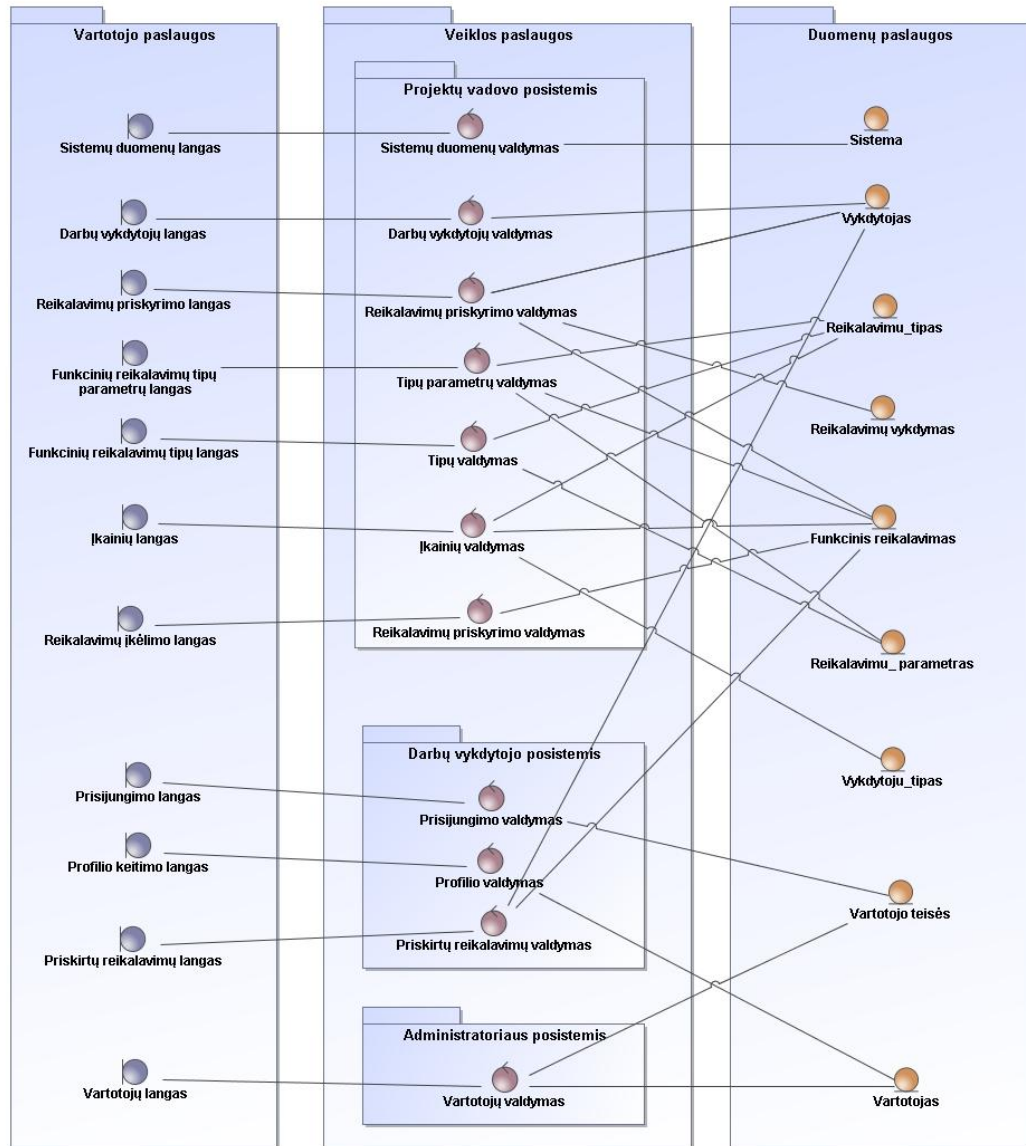 Vartotojo paslaugos
Sistemų duomenų langas
Darbų vykdytojų langas
Reikalavimų priskyrimo langas
Funkcinių reikalavimų tipų
parametrų langas
Funkcinių reikalavimų tipų langas
Įkainių langas
Reikalavimų įkėlimo langas
Prisijungimo langas
Profilio keitimo langas
Priskirtų reikalavimų langas
Vartotojų langas
Veiklos paslaugos
Projektų vadovo posistemis
Sistemų duomenų valdymas
Darbų vykdytojų valdymas
Reikalavimų priskyrimo valdymas
Tipų parametrų valdymas
Tipų valdymas
Įkainių valdymas
Reikalavimų priskyrimo valdymas
Darbų vykdytojo posistemis
Prisijungimo valdymas
Profilio valdymas
Priskirtų reikalavimų valdymas
Administratoriaus posistemis
Vartotojų valdymas
Duomenų paslaugos
Sistema
Vykdytojas
Reikalavimu_tipas
Reikalavimų vykdymas
Funkcinis reikalavimas
Reikalavimu_ parametras
Vykdytoju_tipas
Vartotojo teisės
Vartotojas